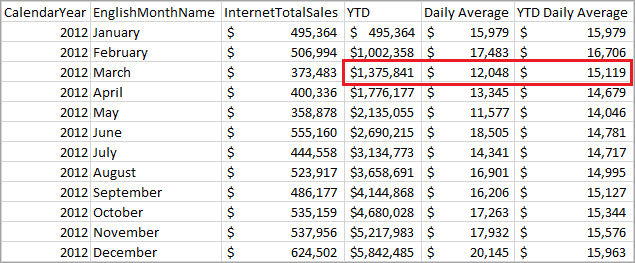 CalendarYear EnglishMonthName InternetTotalSales YTD Daily Average YTD Daily Average
2012 January $ 495,364 $ 495,364 $ 15,979 $ 15,979
2012 February $ 506,994 $1,002,358 $ 17,483 $ 16,706
2012 March $ 373,483 $1,375,841 $ 12,048 $ 15,119
2012 April $ 400,336 $1,776,177 $ 13,345 $ 14,679
2012 May $ 358,878 $2,135,055 $ 11,577 $ 14,046
2012 June $ 555,160 $2,690,215 $ 18,505 $ 14,781
2012 July $ 444,558 $3,134,773 $ 14,341 $ 14,717
2012 August $ 523,917 $3,658,691 $ 16,901 $ 14,995
2012 September $ 486,177 $4,144,868 $ 16,206 $ 15,127
2012 October $ 535,159 $4,680,028 $ 17,263 $ 15,344
2012 November $ 537,956 $5,217,983 $ 17,932 $ 15,576
2012 December $ 624,502 $5,842,485 $ 20,145 $ 15,963